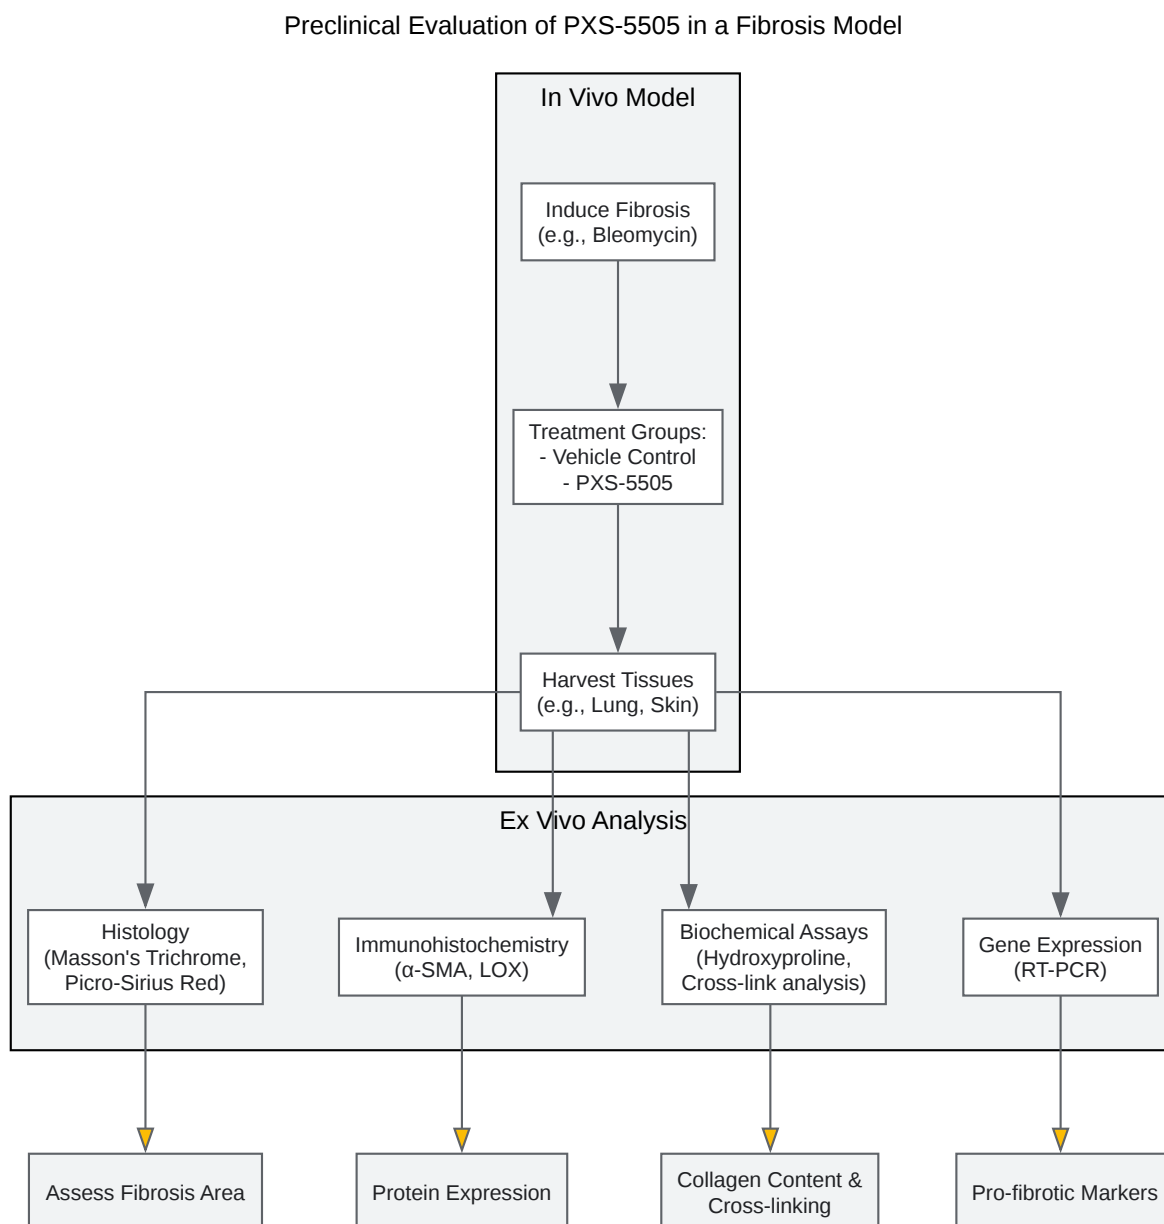 Preclinical Evaluation of PXS-5505 in a Fibrosis Model
In Vivo Model
Induce Fibrosis
(e.g., Bleomycin)
Treatment Groups:
- Vehicle Control
- PXS-5505
Harvest Tissues
(e.g., Lung, Skin)
Ex Vivo Analysis
Histology
(Masson's Trichrome,
Picro-Sirius Red)
Immunohistochemistry
(α-SMA, LOX)
Biochemical Assays
(Hydroxyproline,
Cross-link analysis)
Gene Expression
(RT-PCR)
Assess Fibrosis Area
Protein Expression
Collagen Content &
Cross-linking
Pro-fibrotic Markers